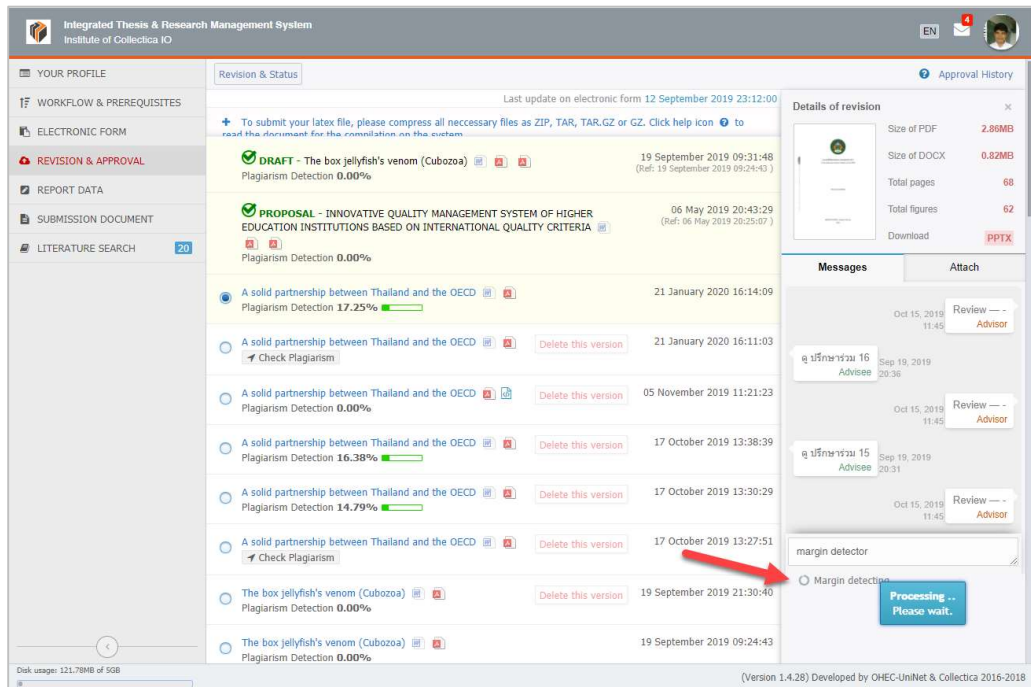 Integrated Thesis & Research Management System
Institute of Collectica IO
EN
4
YOUR PROFILE
WORKFLOW & PREREQUISITES
ELECTRONIC FORM
REVISION & APPROVAL
REPORT DATA
SUBMISSION DOCUMENT
LITERATURE SEARCH 20
Revision & Status
Approval History
Last update on electronic form 12 September 2019 23:12:00
To submit your latex file, please compress all neccessary files as ZIP, TAR, TAR.GZ or GZ. Click help icon to
read the document for the compilation on the system
DRAFT - The box jellyfish's venom (Cubozoa)
19 September 2019 09:31:48
(Ref: 19 September 2019 09:24:43 )
Plagiarism Detection 0.00%
PROPOSAL - INNOVATIVE QUALITY MANAGEMENT SYSTEM OF HIGHER
EDUCATION INSTITUTIONS BASED ON INTERNATIONAL QUALITY CRITERIA
06 May 2019 20:43:29
(Ref: 06 May 2019 20:25:07 )
Plagiarism Detection 0.00%
A solid partnership between Thailand and the OECD
21 January 2020 16:14:09
Plagiarism Detection 17.25%
A solid partnership between Thailand and the OECD
Delete this version
21 January 2020 16:11:03
Check Plagiarism
A solid partnership between Thailand and the OECD
Delete this version
05 November 2019 11:21:23
Plagiarism Detection 0.00%
A solid partnership between Thailand and the OECD
Delete this version
17 October 2019 13:38:39
Plagiarism Detection 16.38%
A solid partnership between Thailand and the OECD
Delete this version
17 October 2019 13:30:29
Plagiarism Detection 14.79%
A solid partnership between Thailand and the OECD
Delete this version
17 October 2019 13:27:51
Check Plagiarism
The box jellyfish's venom (Cubozoa)
Delete this version
19 September 2019 21:30:40
Plagiarism Detection 0.00%
The box jellyfish's venom (Cubozoa)
19 September 2019 09:24:43
Plagiarism Detection 0.00%
Details of revision
Size of PDF 2.86MB
Size of DOCX 0.82MB
Total pages 68
Total figures 62
Download PPTX
Messages
Attach
Oct 15, 2019
11:45
Review — -
Advisor
ดู ปรึกษาร่วม 16
Advisee
Sep 19, 2019
20:36
Oct 15, 2019
11:45
Review — -
Advisor
ดู ปรึกษาร่วม 15
Advisee
Sep 19, 2019
20:31
Oct 15, 2019
11:45
Review — -
Advisor
margin detector
Margin detecting
Processing ..
Please wait.
Disk usage: 121.78MB of 5GB
(Version 1.4.28) Developed by OHEC-UniNet & Collectica 2016-2018